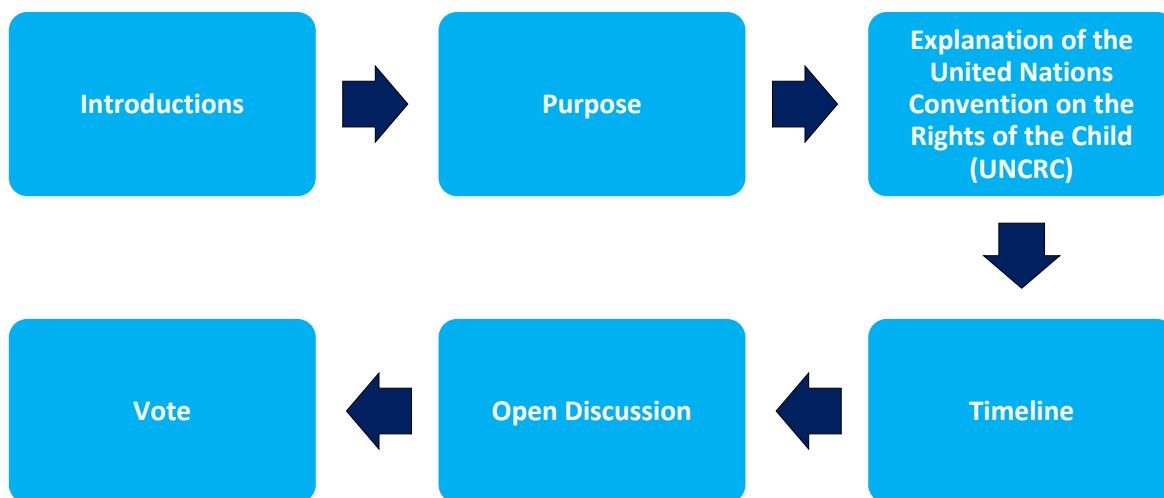 Introductions
Purpose
Explanation of the
United Nations
Convention on the
Rights of the Child
(UNCRC)
Timeline
Open Discussion
Vote